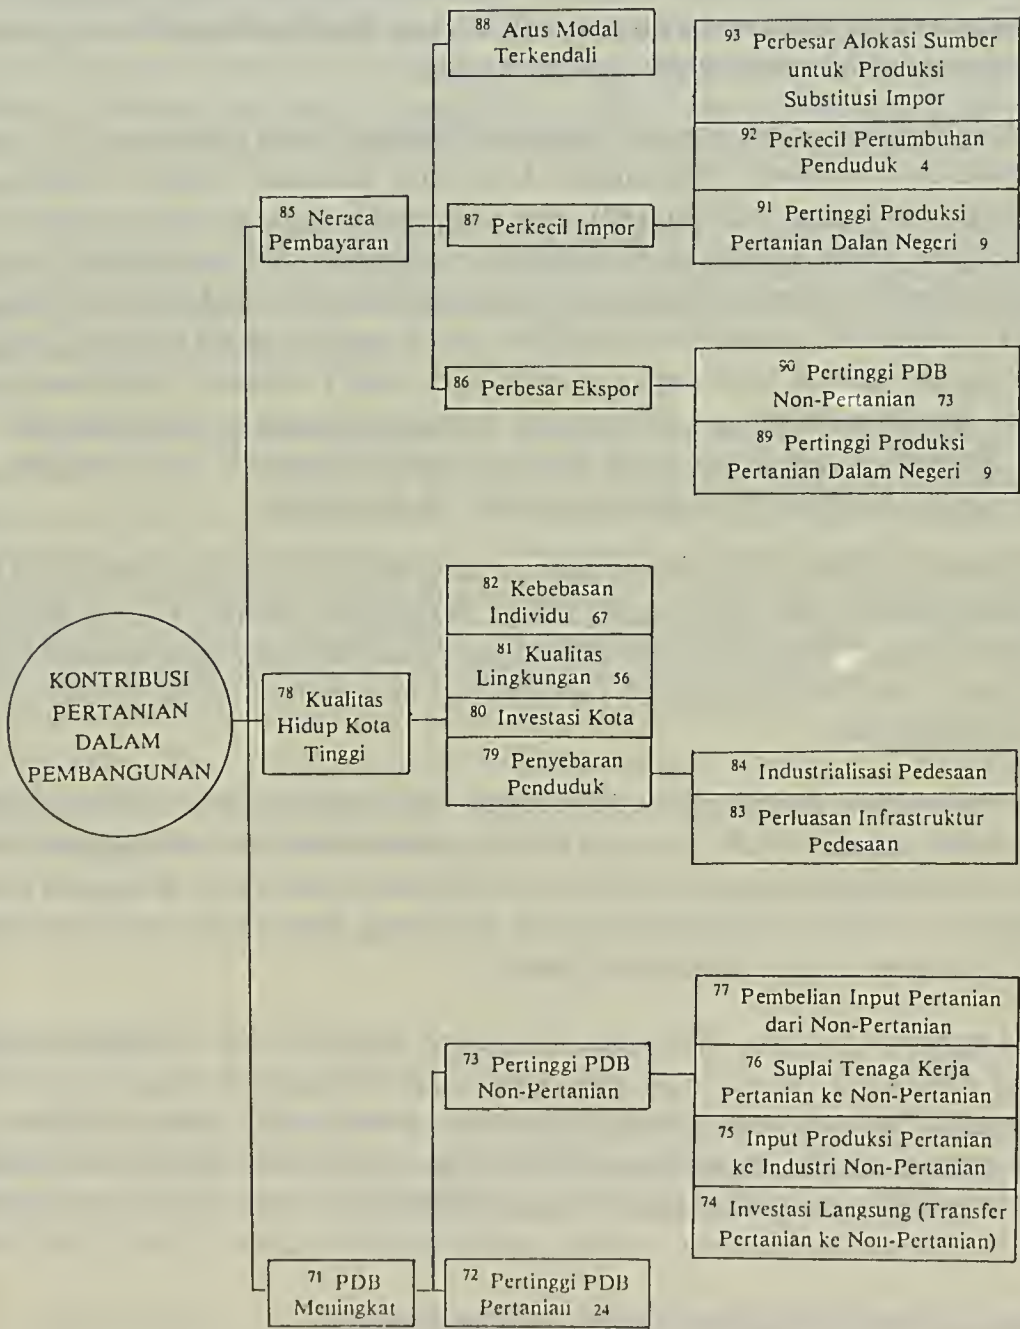 88 Arus Modal
Terkendali
93 Perbesar Alokasi Sumber
untuk Produksi
Substitusi Impor
92 Perkecil Pertumbuhan
Penduduk 4
85 Neraca
Pembayaran
87 Perkecil Impor
91 Pertinggi Produksi
Pertanian Dalan Negeri 9
86 Perbesar Ekspor
90 Pertinggi PDB
Non-Pertanian 73
89 Pertinggi Produksi
Pertanian Dalam Negeri 9
KONTRIBUSI
PERTANIAN
DALAM
PEMBANGUNAN
78 Kualitas
Hidup Kota
Tinggi
82 Kebebasan
Individu 67
81 Kualitas
Lingkungan 56
80 Investasi Kota
79 Penyebaran
Penduduk
84 Industrialisasi Pedesaan
83 Perluasan Infrastruktur
Pedesaan
77 Pembelian Input Pertanian
dari Non-Pertanian
73 Pertinggi PDB
Non-Pertanian
76 Suplai Tenaga Kerja
Pertanian ke Non-Pertanian
75 Input Produksi Pertanian
ke Industri Non-Pertanian
74 Investasi Langsung (Transfer
Pertanian ke Non-Pertanian)
71 PDB
Meningkat
72 Pertinggi PDB
Pertanian 24